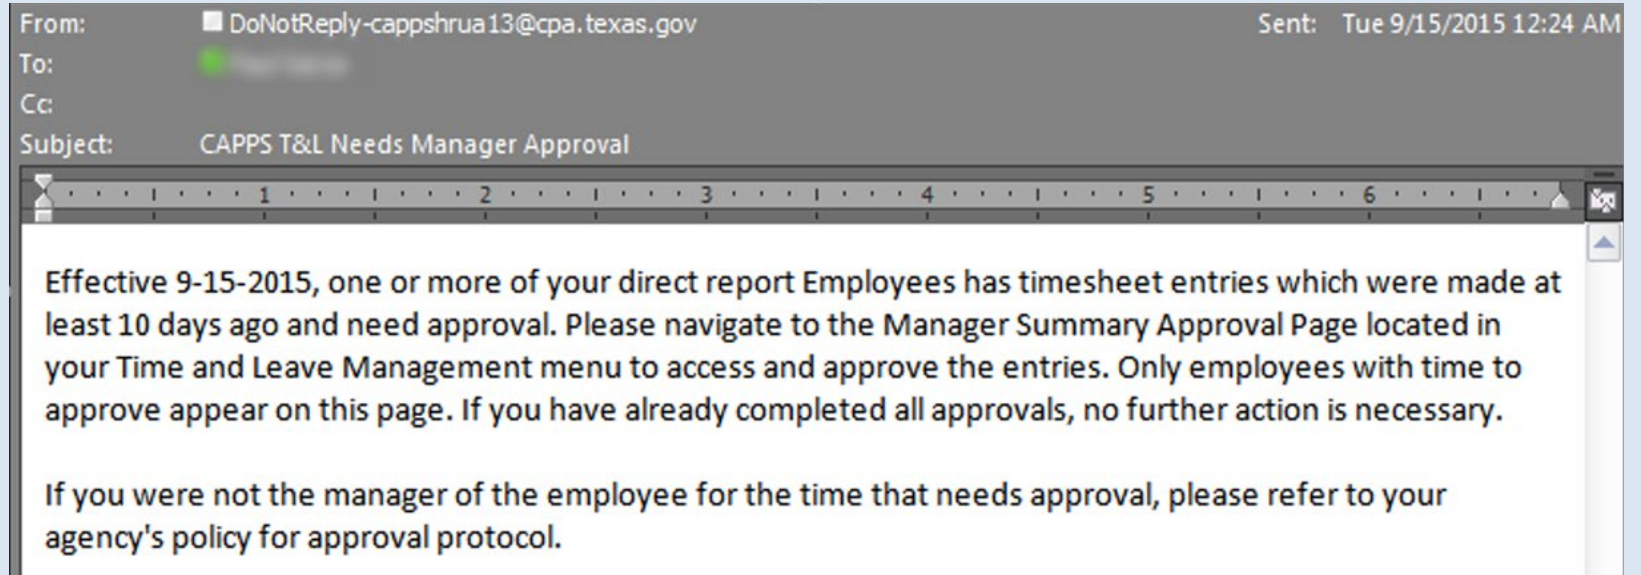 From: DoNotReply-cappshrua13@cpa.texas.gov Sent: Tue 9/15/2015 12:24 AM
To:
Cc:
Subject: CAPPS T&L Needs Manager Approval
1 2 3 4 5 6
Effective 9-15-2015, one or more of your direct report Employees has timesheet entries which were made at
least 10 days ago and need approval. Please navigate to the Manager Summary Approval Page located in
your Time and Leave Management menu to access and approve the entries. Only employees with time to
approve appear on this page. If you have already completed all approvals, no further action is necessary.
If you were not the manager of the employee for the time that needs approval, please refer to your
agency's policy for approval protocol.